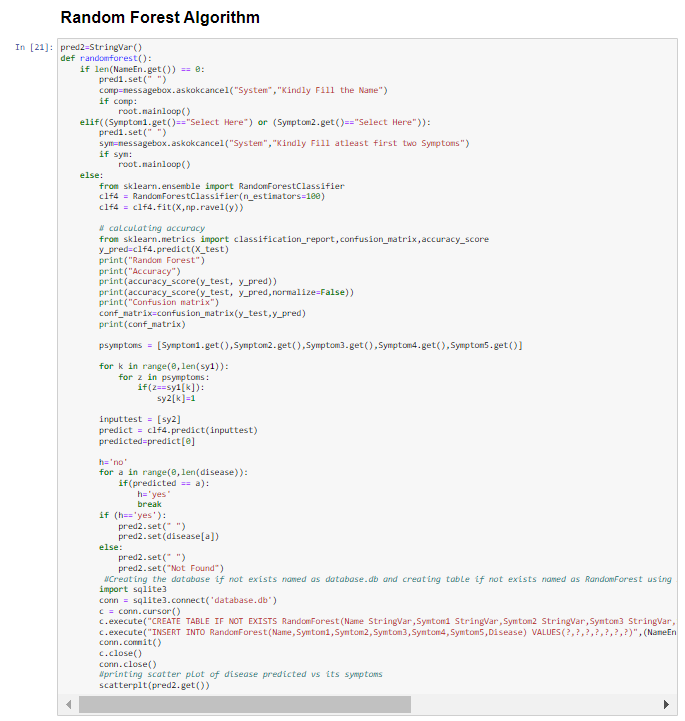 Random Forest Algorithm
In [21]: pred2=StringVar()
def randomforest():
    if len(NameEn.get()) == 0:
        pred1.set(" ")
        comp=messagebox.askokcancel("System","Kindly Fill the Name")
        if comp:
            root.mainloop()
    elif((Symptom1.get()=="Select Here") or (Symptom2.get()=="Select Here")):
        pred1.set(" ")
        sym=messagebox.askokcancel("System","Kindly Fill atleast first two Symptoms")
        if sym:
            root.mainloop()
    else:
        from sklearn.ensemble import RandomForestClassifier
        clf4 = RandomForestClassifier(n_estimators=100)
        clf4 = clf4.fit(X,np.ravel(y))
        # calculating accuracy
        from sklearn.metrics import classification_report,confusion_matrix,accuracy_score
        y_pred=clf4.predict(X_test)
        print("Random Forest")
        print("Accuracy")
        print(accuracy_score(y_test, y_pred))
        print(accuracy_score(y_test, y_pred,normalize=False))
        print("Confusion matrix")
        conf_matrix=confusion_matrix(y_test,y_pred)
        print(conf_matrix)
        psymptoms = [Symptom1.get(),Symptom2.get(),Symptom3.get(),Symptom4.get(),Symptom5.get()]
        for k in range(0,len(sy1)):
            for z in psymptoms:
                if(z==sy1[k]):
                    sy2[k]=1
        inputtest = [sy2]
        predict = clf4.predict(inputtest)
        predicted=predict[0]
        h='no'
        for a in range(0,len(disease)):
            if(predicted == a):
                h='yes'
                break
        if (h=='yes'):
            pred2.set(" ")
            pred2.set(disease[a])
        else:
            pred2.set(" ")
            pred2.set("Not Found")
         #Creating the database if not exists named as database.db and creating table if not exists named as RandomForest using
        import sqlite3
        conn = sqlite3.connect('database.db')
        c = conn.cursor()
        c.execute("CREATE TABLE IF NOT EXISTS RandomForest(Name StringVar,Symtom1 StringVar,Symtom2 StringVar,Symtom3 StringVar,
        c.execute("INSERT INTO RandomForest(Name,Symtom1,Symtom2,Symtom3,Symtom4,Symtom5,Disease) VALUES(?,?,?,?,?,?,?)",(NameEn
        conn.commit()
        c.close()
        conn.close()
        #printing scatter plot of disease predicted vs its symptoms
        scatterplt(pred2.get())